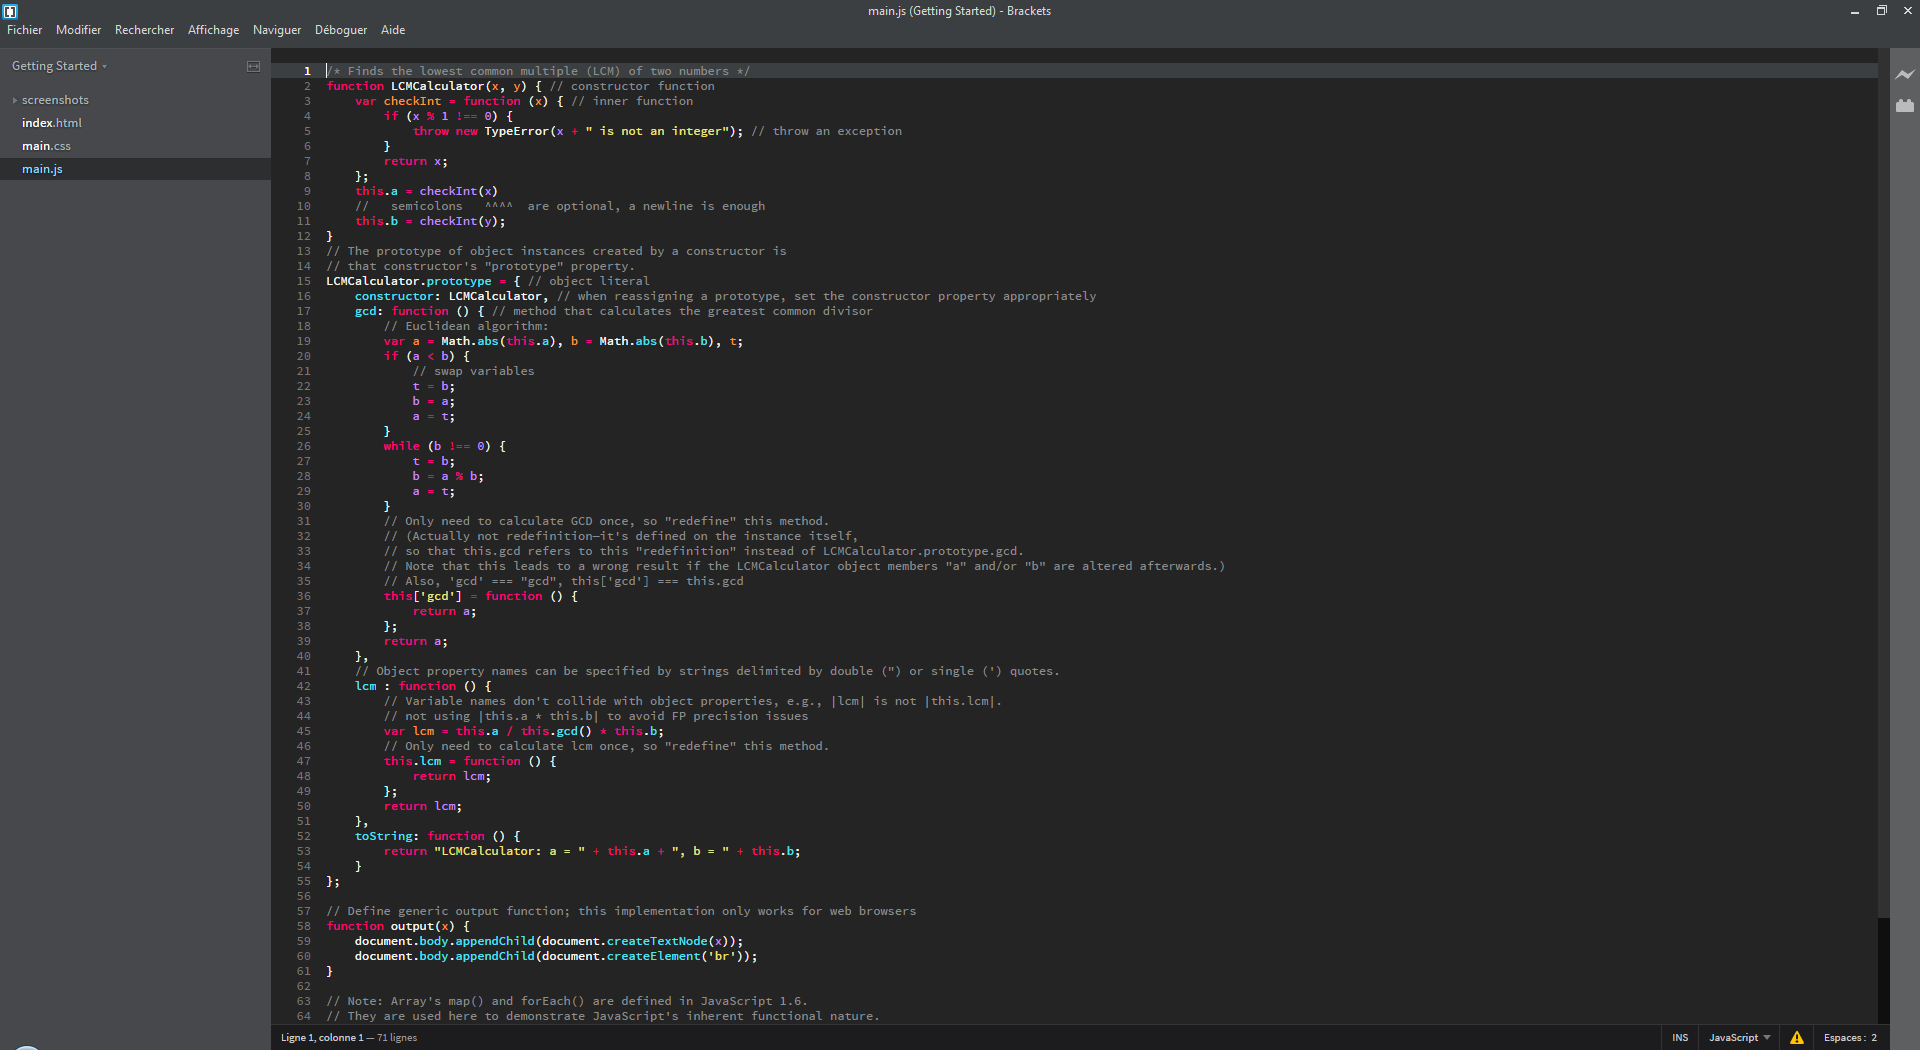 main.js (Getting Started) - Brackets
Fichier Modifier Rechercher Affichage Naviguer Déboguer Aide
Getting Started
screenshots
index.html
main.css
main.js
1 /* Finds the lowest common multiple (LCM) of two numbers */
2 function LCMCalculator(x, y) { // constructor function
3     var checkInt = function (x) { // inner function
4         if (x % 1 !== 0) {
5             throw new TypeError(x + " is not an integer"); // throw an exception
6         }
7         return x;
8     };
9     this.a = checkInt(x)
10     //   semicolons   ^^^^  are optional, a newline is enough
11     this.b = checkInt(y);
12 }
13 // The prototype of object instances created by a constructor is
14 // that constructor's "prototype" property.
15 LCMCalculator.prototype = { // object literal
16     constructor: LCMCalculator, // when reassigning a prototype, set the constructor property appropriately
17     gcd: function () { // method that calculates the greatest common divisor
18         // Euclidean algorithm:
19         var a = Math.abs(this.a), b = Math.abs(this.b), t;
20         if (a < b) {
21             // swap variables
22             t = b;
23             b = a;
24             a = t;
25         }
26         while (b !== 0) {
27             t = b;
28             b = a % b;
29             a = t;
30         }
31         // Only need to calculate GCD once, so "redefine" this method.
32         // (Actually not redefinition—it's defined on the instance itself,
33         // so that this.gcd refers to this "redefinition" instead of LCMCalculator.prototype.gcd.
34         // Note that this leads to a wrong result if the LCMCalculator object members "a" and/or "b" are altered afterwards.)
35         // Also, 'gcd' === "gcd", this['gcd'] === this.gcd
36         this['gcd'] = function () {
37             return a;
38         };
39         return a;
40     },
41     // Object property names can be specified by strings delimited by double (") or single (') quotes.
42     lcm : function () {
43         // Variable names don't collide with object properties, e.g., |lcm| is not |this.lcm|.
44         // not using |this.a * this.b| to avoid FP precision issues
45         var lcm = this.a / this.gcd() * this.b;
46         // Only need to calculate lcm once, so "redefine" this method.
47         this.lcm = function () {
48             return lcm;
49         };
50         return lcm;
51     },
52     toString: function () {
53         return "LCMCalculator: a = " + this.a + ", b = " + this.b;
54     }
55 };
56
57 // Define generic output function; this implementation only works for web browsers
58 function output(x) {
59     document.body.appendChild(document.createTextNode(x));
60     document.body.appendChild(document.createElement('br'));
61 }
62
63 // Note: Array's map() and forEach() are defined in JavaScript 1.6.
64 // They are used here to demonstrate JavaScript's inherent functional nature.
Ligne 1, colonne 1 — 71 lignes INS JavaScript Espaces : 2